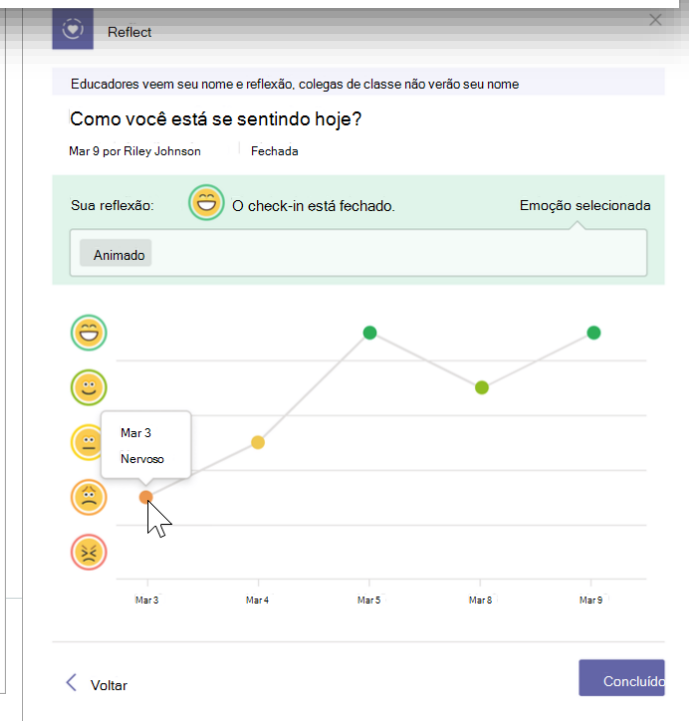 Reflect
Educadores veem seu nome e reflexão, colegas de classe não verão seu nome
Como você está se sentindo hoje?
Mar 9 por Riley Johnson Fechada
Sua reflexão: O check-in está fechado. Emoção selecionada
Animado
Mar 3
Nervoso
Mar 3 Mar 4 Mar 5 Mar 8 Mar 9
Voltar Concluído